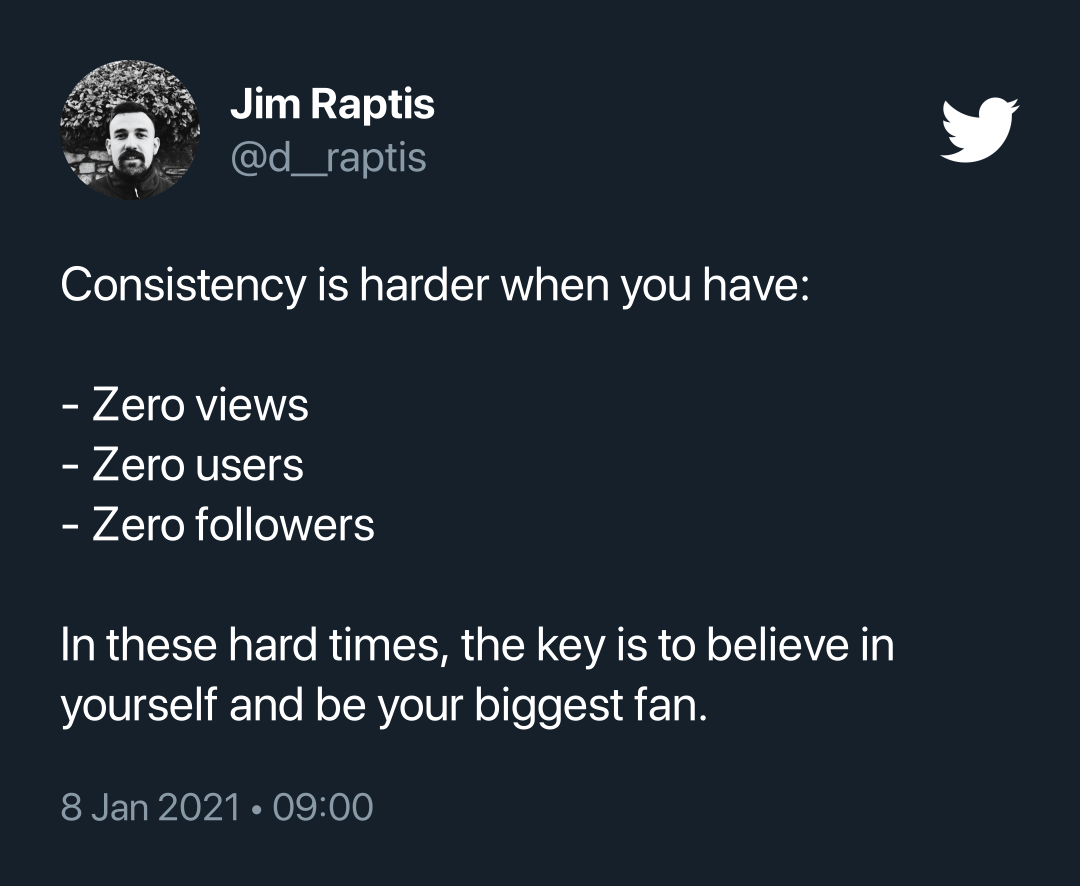 Jim Raptis
@d__raptis
Consistency is harder when you have:
- Zero views
- Zero users
- Zero followers
In these hard times, the key is to believe in
yourself and be your biggest fan.
8 Jan 2021 • 09:00